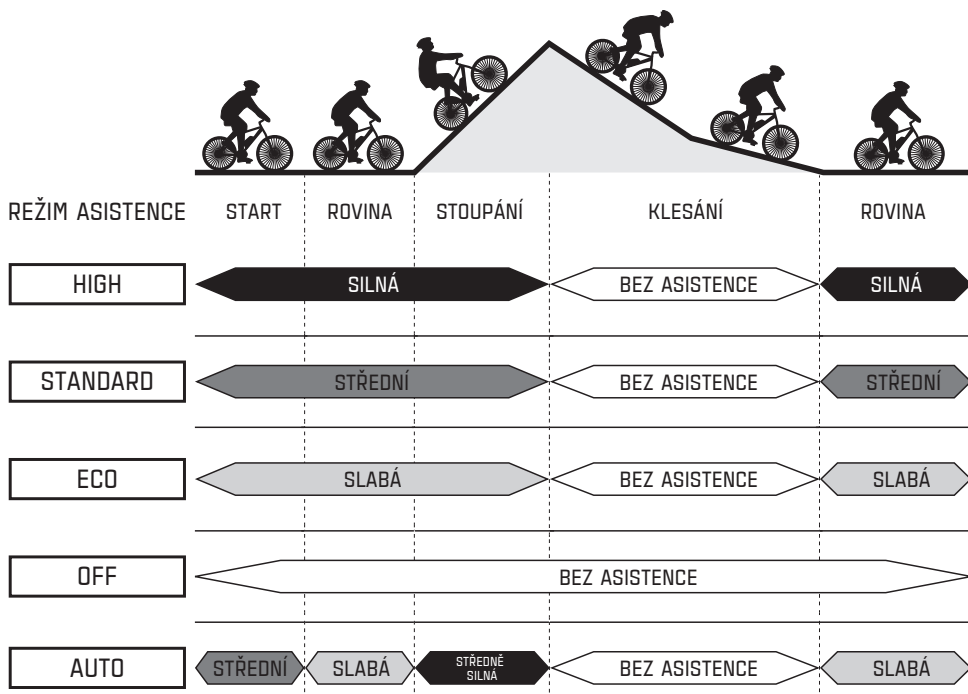 REŽIM ASISTENCE START ROVINA STOUPÁNÍ KLESÁNÍ ROVINA
HIGH SILNÁ BEZ ASISTENCE SILNÁ
STANDARD STŘEDNÍ BEZ ASISTENCE STŘEDNÍ
ECO SLABÁ BEZ ASISTENCE SLABÁ
OFF BEZ ASISTENCE
AUTO STŘEDNÍ SLABÁ STŘEDNĚ
SILNÁ BEZ ASISTENCE SLABÁ